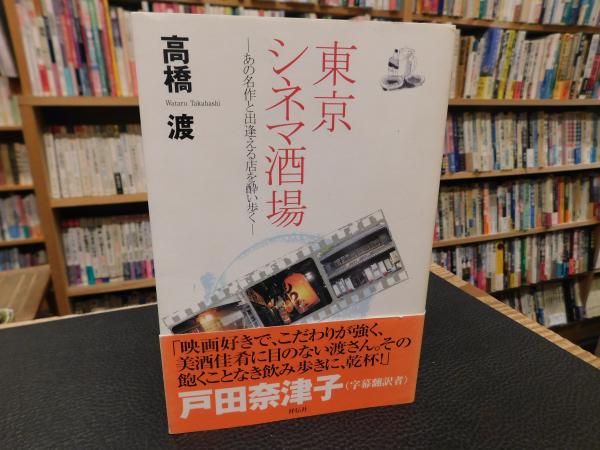 東京
シネマ酒場
―あの名作と出逢える店を酔い歩く―
高橋 渡
Wataru Takahashi
「映画好きで、こだわりが強く、
美酒佳肴に目のない渡さん。その
飽くことなき飲み歩きに、乾杯!」
戸田奈津子(字幕翻訳者)
祥伝社